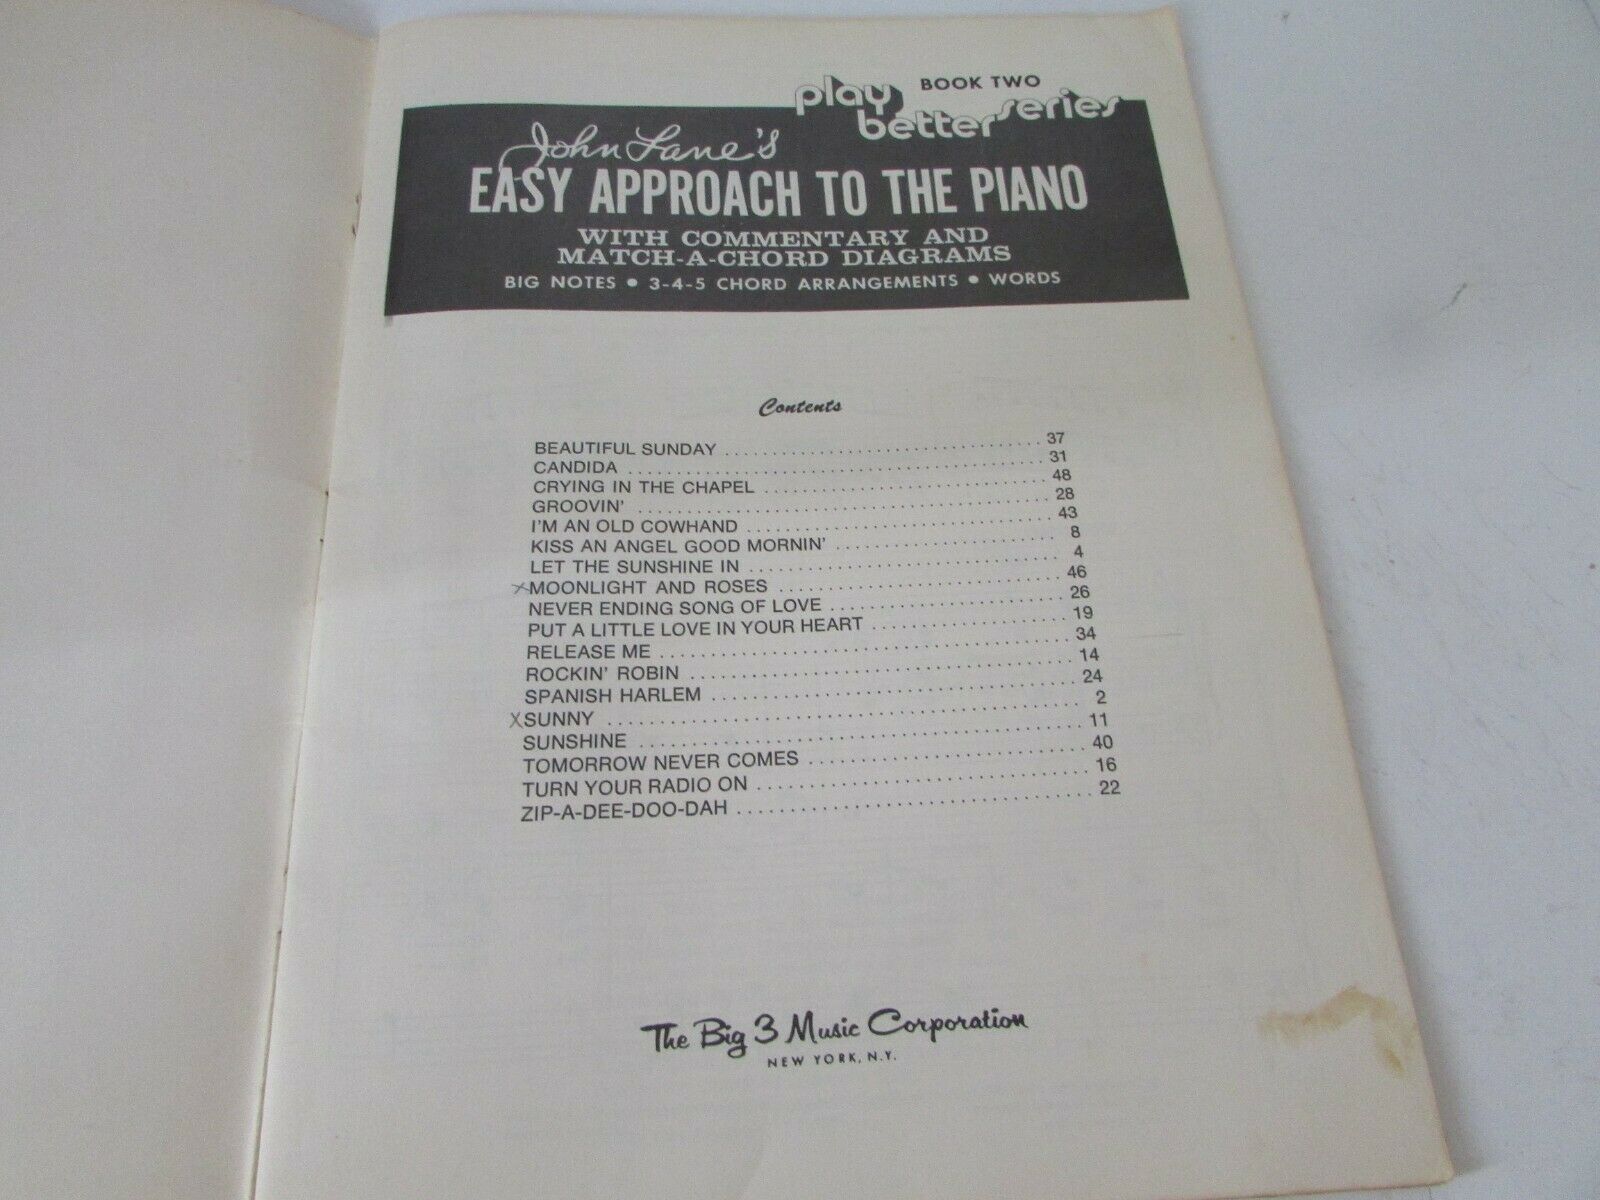 BOOK TWO
play
better series
John Lane's
EASY APPROACH TO THE PIANO
WITH COMMENTARY AND
MATCH-A-CHORD DIAGRAMS
BIG NOTES • 3-4-5 CHORD ARRANGEMENTS • WORDS
Contents
BEAUTIFUL SUNDAY 37
CANDIDA 31
CRYING IN THE CHAPEL 48
GROOVIN' 28
I'M AN OLD COWHAND 43
KISS AN ANGEL GOOD MORNIN' 8
LET THE SUNSHINE IN 4
x MOONLIGHT AND ROSES 46
NEVER ENDING SONG OF LOVE 26
PUT A LITTLE LOVE IN YOUR HEART 19
RELEASE ME 34
ROCKIN' ROBIN 14
SPANISH HARLEM 24
X SUNNY 2
SUNSHINE 11
TOMORROW NEVER COMES 40
TURN YOUR RADIO ON 16
ZIP-A-DEE-DOO-DAH 22
The Big 3 Music Corporation
NEW YORK, N.Y.